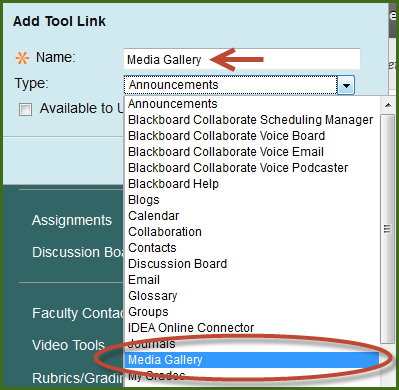 Add Tool Link
Name: Media Gallery
Type: Announcements
Available to U
Announcements
Blackboard Collaborate Scheduling Manager
Blackboard Collaborate Voice Board
Blackboard Collaborate Voice Email
Blackboard Collaborate Voice Podcaster
Blackboard Help
Blogs
Calendar
Collaboration
Contacts
Discussion Board
Email
Glossary
Groups
IDEA Online Connector
Journals
Media Gallery
My Grades
Assignments
Discussion Boa
Faculty Contac
Video Tools
Rubrics/Gradin